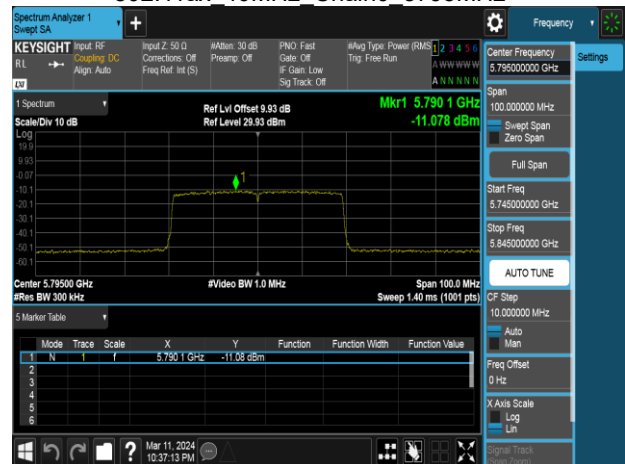 Spectrum Analyzer 1
Swept SA
+
Frequency
KEYSIGHT
RL
LXI
Input: RF
Coupling: DC
Align: Auto
Input Z: 50 Ω
Corrections: Off
Freq Ref: Int (S)
#Atten: 30 dB
Preamp: Off
PNO: Fast
Gate: Off
IF Gain: Low
Sig Track: Off
#Avg Type: Power (RMS
Trig: Free Run
1 2 3 4 5 6
A W W W W W
A N N N N N
1 Spectrum
Scale/Div 10 dB
Log
Ref Lvl Offset 9.93 dB
Ref Level 29.93 dBm
Mkr1 5.790 1 GHz
-11.078 dBm
19.9
9.93
-0.07
-10.1
-20.1
-30.1
-40.1
-50.1
-60.1
1
Center 5.79500 GHz
#Res BW 300 kHz
#Video BW 1.0 MHz
Span 100.0 MHz
Sweep 1.40 ms (1001 pts)
5 Marker Table
Mode Trace Scale X Y Function Function Width Function Value
1 N 1 f 5.790 1 GHz -11.08 dBm
2
3
4
5
6
Mar 11, 2024
10:37:13 PM
Center Frequency
5.795000000 GHz
Settings
Span
100.000000 MHz
Swept Span
Zero Span
Full Span
Start Freq
5.745000000 GHz
Stop Freq
5.845000000 GHz
AUTO TUNE
CF Step
10.000000 MHz
Auto
Man
Freq Offset
0 Hz
X Axis Scale
Log
Lin
Signal Track
(Span Zoom)